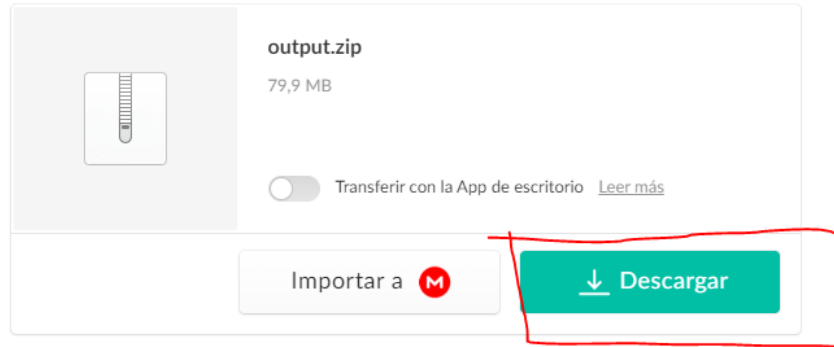 output.zip
79,9 MB
Transferir con la App de escritorio Leer más
Importar a M
Descargar